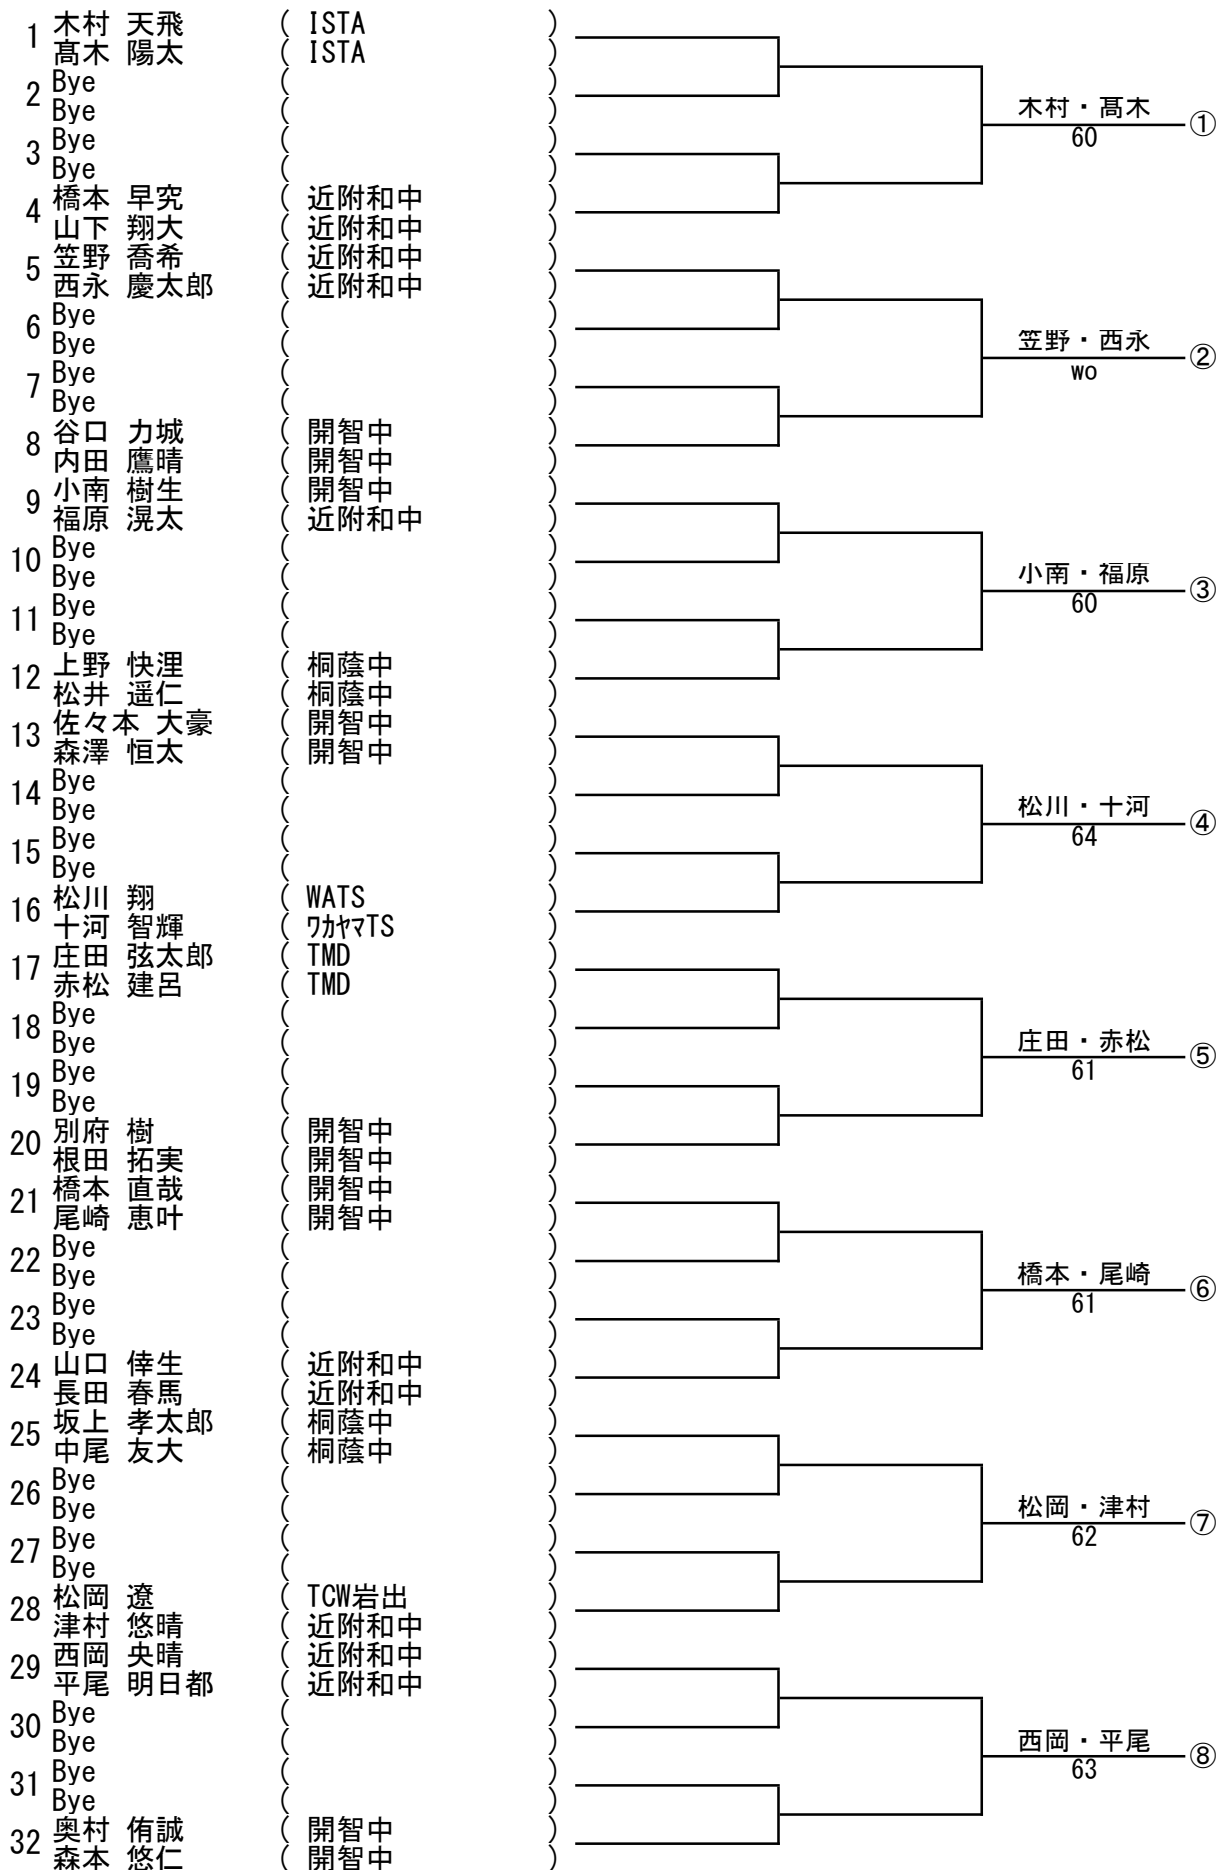 1 木村 天飛 ( ISTA )
髙木 陽太 ( ISTA )
2 Bye ( )
Bye ( )
木村・髙木 ①
60
3 Bye ( )
Bye ( )
4 橋本 早究 ( 近附和中 )
山下 翔大 ( 近附和中 )
5 笠野 喬希 ( 近附和中 )
西永 慶太郎 ( 近附和中 )
6 Bye ( )
Bye ( )
笠野・西永 ②
wo
7 Bye ( )
Bye ( )
8 谷口 力城 ( 開智中 )
内田 鷹晴 ( 開智中 )
9 小南 樹生 ( 開智中 )
福原 滉太 ( 近附和中 )
10 Bye ( )
Bye ( )
小南・福原 ③
60
11 Bye ( )
Bye ( )
12 上野 快浬 ( 桐蔭中 )
松井 遥仁 ( 桐蔭中 )
13 佐々本 大豪 ( 開智中 )
森澤 恒太 ( 開智中 )
14 Bye ( )
Bye ( )
松川・十河 ④
64
15 Bye ( )
Bye ( )
16 松川 翔 ( WATS )
十河 智輝 ( ﾜｶﾔﾏTS )
17 庄田 弦太郎 ( TMD )
赤松 建呂 ( TMD )
18 Bye ( )
Bye ( )
庄田・赤松 ⑤
61
19 Bye ( )
Bye ( )
20 別府 樹 ( 開智中 )
根田 拓実 ( 開智中 )
21 橋本 直哉 ( 開智中 )
尾崎 恵叶 ( 開智中 )
22 Bye ( )
Bye ( )
橋本・尾崎 ⑥
61
23 Bye ( )
Bye ( )
24 山口 倖生 ( 近附和中 )
長田 春馬 ( 近附和中 )
25 坂上 孝太郎 ( 桐蔭中 )
中尾 友大 ( 桐蔭中 )
26 Bye ( )
Bye ( )
松岡・津村 ⑦
62
27 Bye ( )
Bye ( )
28 松岡 遼 ( TCW岩出 )
津村 悠晴 ( 近附和中 )
29 西岡 央晴 ( 近附和中 )
平尾 明日都 ( 近附和中 )
30 Bye ( )
Bye ( )
西岡・平尾 ⑧
63
31 Bye ( )
Bye ( )
32 奥村 侑誠 ( 開智中 )
森本 悠仁 ( 開智中 )